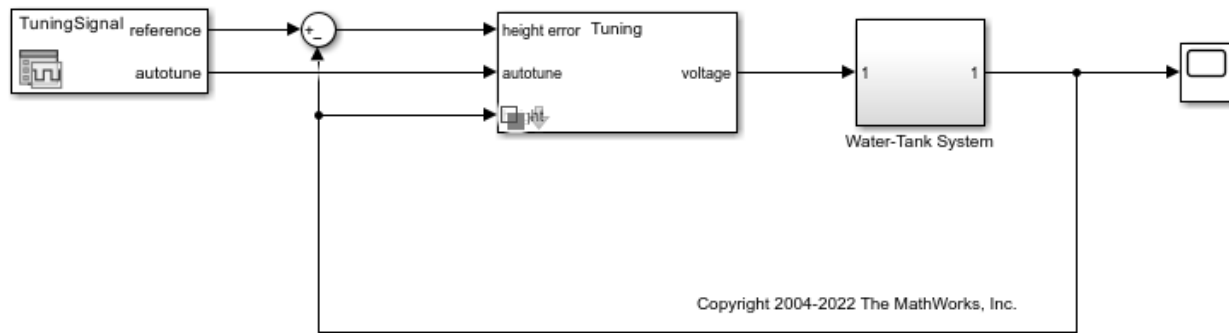 TuningSignal
reference
autotune
+
-
height error
Tuning
autotune
voltage
1
1
Water-Tank System
Copyright 2004-2022 The MathWorks, Inc.